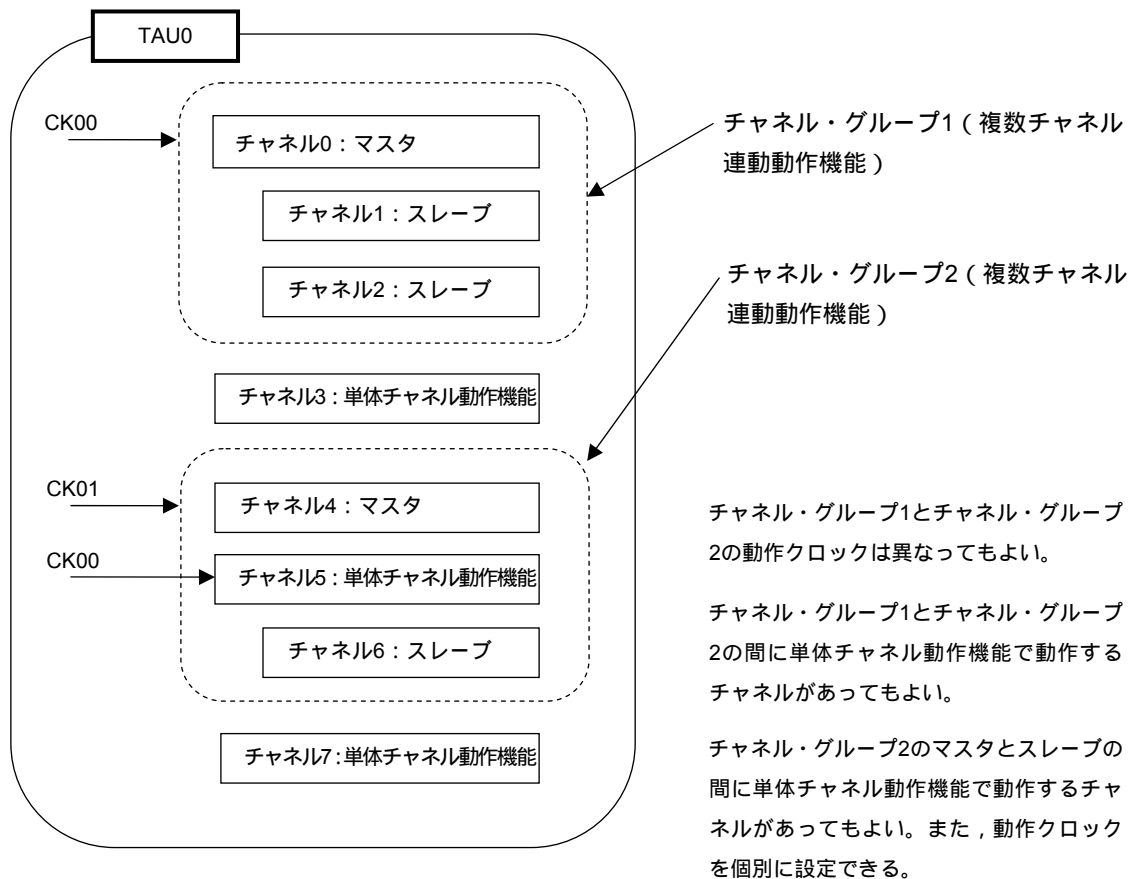 TAU0
CK00
チャネル0：マスタ
チャネル1：スレーブ
チャネル2：スレーブ
チャネル・グループ1（複数チャネル
連動動作機能）
チャネル・グループ2（複数チャネル
連動動作機能）
チャネル3：単体チャネル動作機能
CK01
チャネル4：マスタ
CK00
チャネル5：単体チャネル動作機能
チャネル6：スレーブ
チャネル7：単体チャネル動作機能
チャネル・グループ1とチャネル・グループ
2の動作クロックは異なってもよい。
チャネル・グループ1とチャネル・グループ
2の間に単体チャネル動作機能で動作する
チャネルがあってもよい。
チャネル・グループ2のマスタとスレーブの
間に単体チャネル動作機能で動作するチャ
ネルがあってもよい。また，動作クロック
を個別に設定できる。